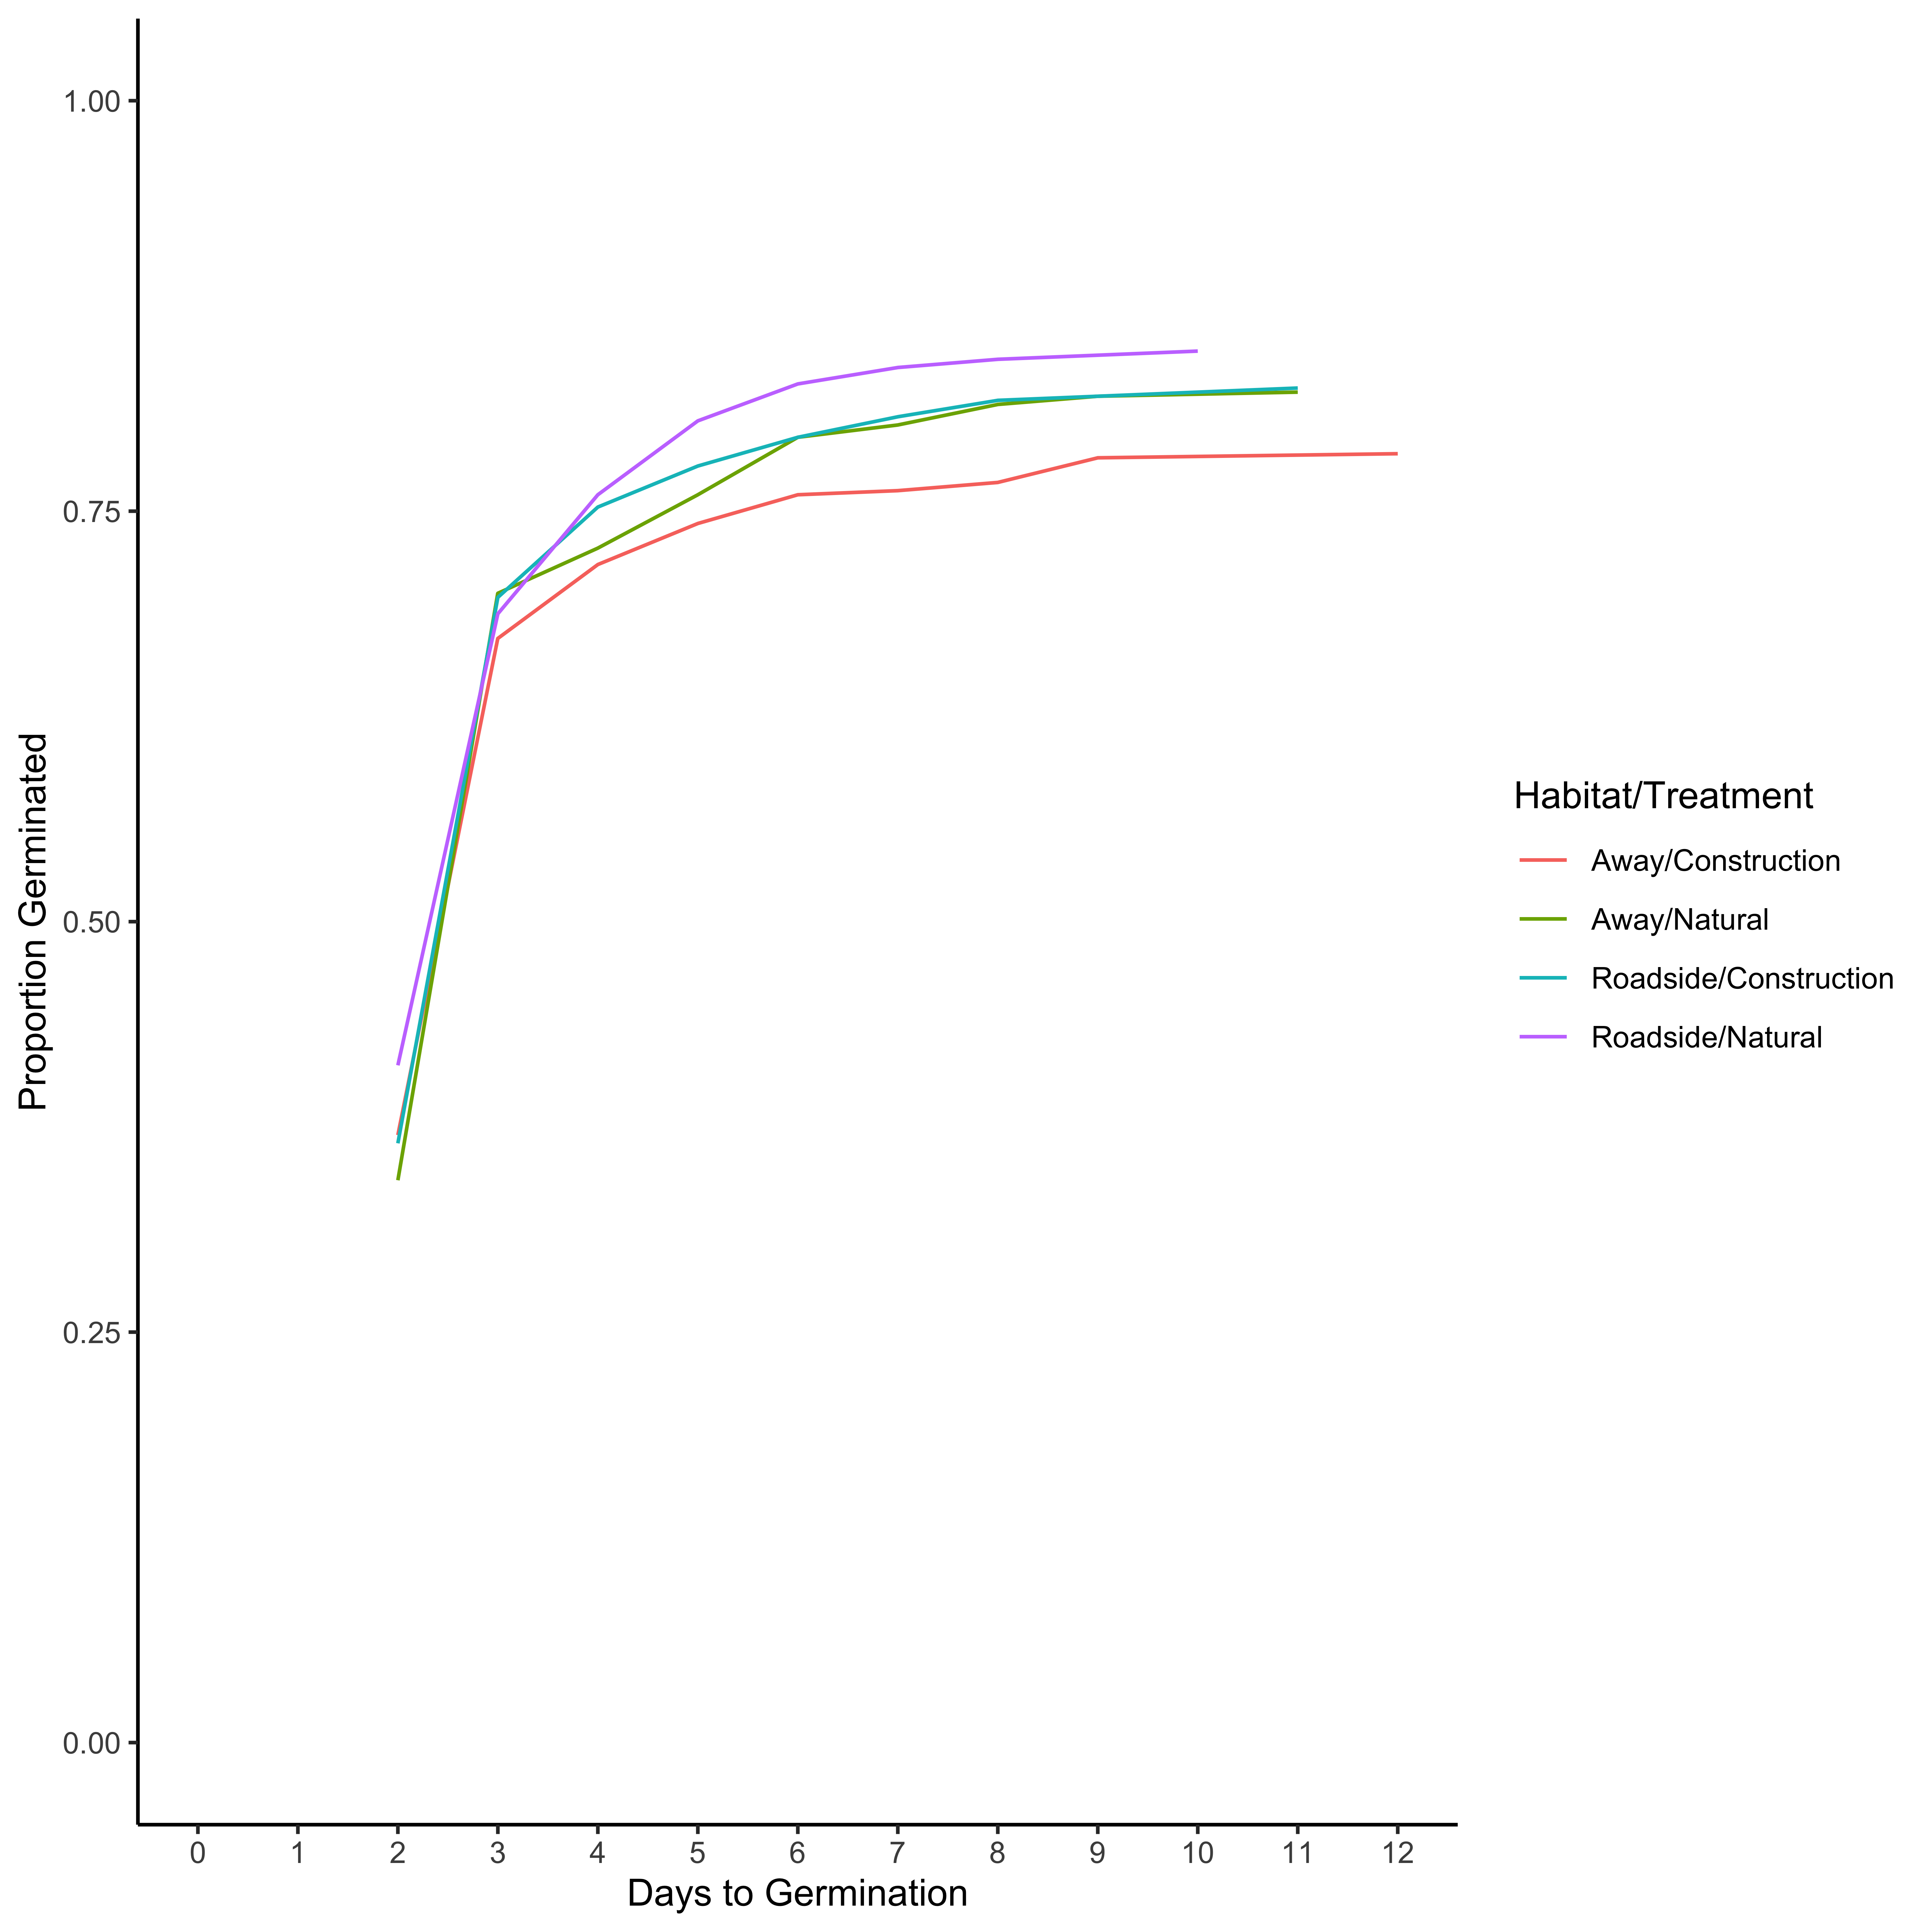 1.00
0.75
0.50
0.25
0.00
Proportion Germinated
0 1 2 3 4 5 6 7 8 9 10 11 12
Days to Germination
Habitat/Treatment
Away/Construction
Away/Natural
Roadside/Construction
Roadside/Natural